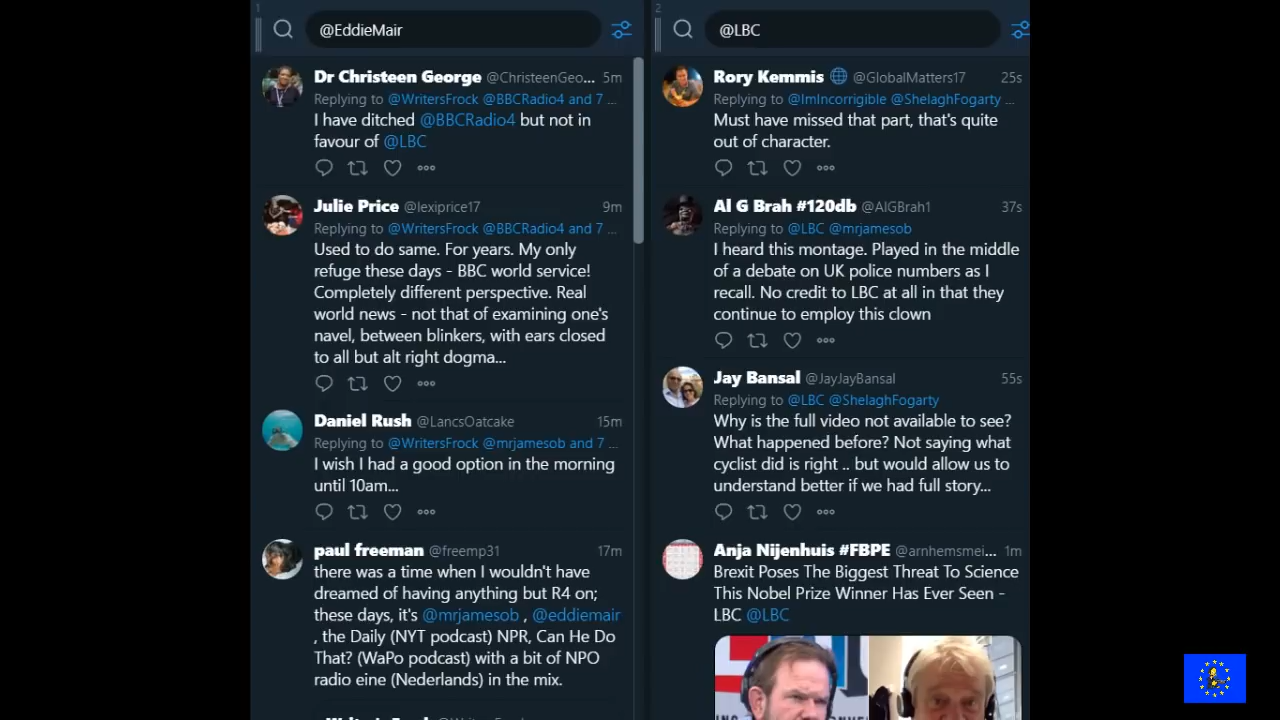 1
@EddieMair
Dr Christeen George @ChristeenGeo... 5m
Replying to @WritersFrock @BBCRadio4 and 7 ...
I have ditched @BBCRadio4 but not in
favour of @LBC
Julie Price @lexiprice17 9m
Replying to @WritersFrock @BBCRadio4 and 7 ...
Used to do same. For years. My only
refuge these days - BBC world service!
Completely different perspective. Real
world news - not that of examining one's
navel, between blinkers, with ears closed
to all but alt right dogma...
Daniel Rush @LancsOatcake 15m
Replying to @WritersFrock @mrjamesob and 7 ...
I wish I had a good option in the morning
until 10am...
paul freeman @freemp31 17m
there was a time when I wouldn't have
dreamed of having anything but R4 on;
these days, it's @mrjamesob , @eddiemair
, the Daily (NYT podcast) NPR, Can He Do
That? (WaPo podcast) with a bit of NPO
radio eine (Nederlands) in the mix.
2
@LBC
Rory Kemmis @GlobalMatters17 25s
Replying to @ImIncorrigible @ShelaghFogarty ...
Must have missed that part, that's quite
out of character.
Al G Brah #120db @AlGBrah1 37s
Replying to @LBC @mrjamesob
I heard this montage. Played in the middle
of a debate on UK police numbers as I
recall. No credit to LBC at all in that they
continue to employ this clown
Jay Bansal @JayJayBansal 55s
Replying to @LBC @ShelaghFogarty
Why is the full video not available to see?
What happened before? Not saying what
cyclist did is right .. but would allow us to
understand better if we had full story...
Anja Nijenhuis #FBPE @arnhemsmei... 1m
Brexit Poses The Biggest Threat To Science
This Nobel Prize Winner Has Ever Seen -
LBC @LBC